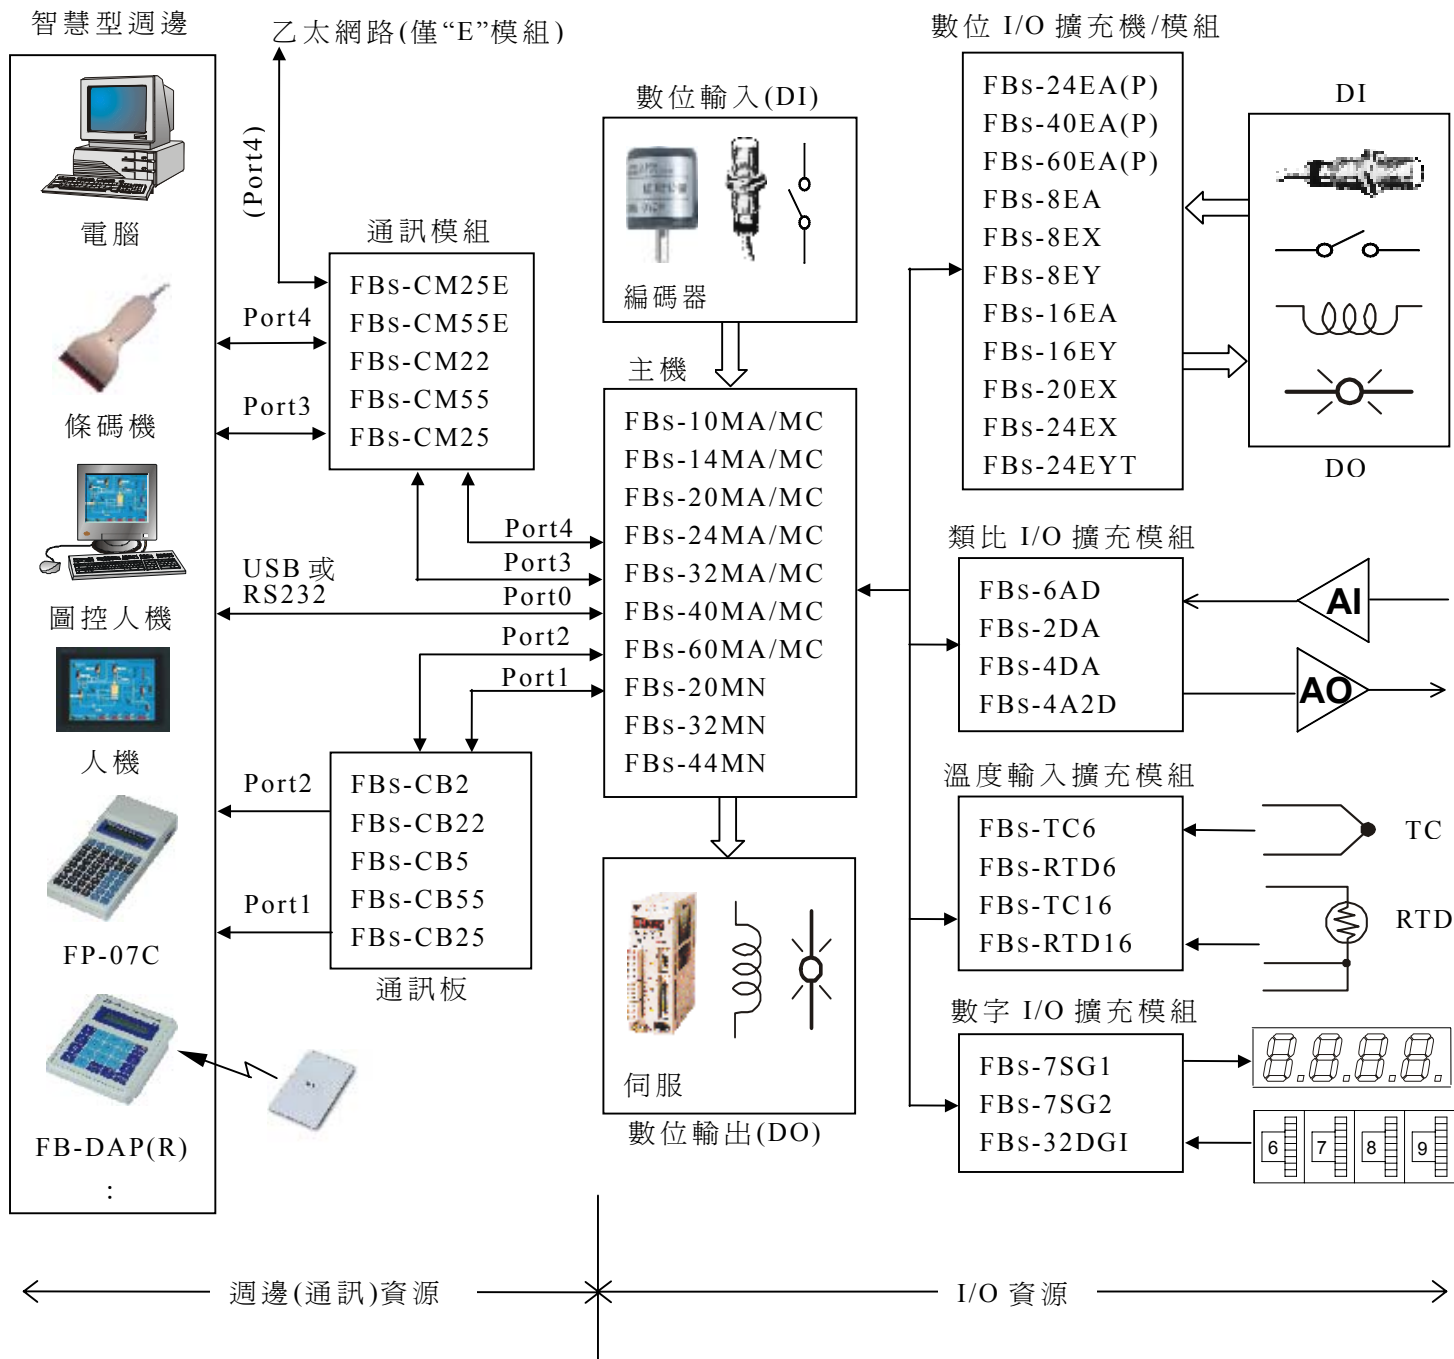 智慧型週邊
電腦
條碼機
圖控人機
人機
FP-07C
FB-DAP(R)
:
乙太網路(僅“E”模組)
(Port4)
通訊模組
FBs-CM25E
FBs-CM55E
FBs-CM22
FBs-CM55
FBs-CM25
Port4
Port3
Port4
Port3
USB 或
RS232
Port0
Port2
Port1
FBs-CB2
FBs-CB22
FBs-CB5
FBs-CB55
FBs-CB25
通訊板
Port2
Port1
數位輸入(DI)
編碼器
主機
FBs-10MA/MC
FBs-14MA/MC
FBs-20MA/MC
FBs-24MA/MC
FBs-32MA/MC
FBs-40MA/MC
FBs-60MA/MC
FBs-20MN
FBs-32MN
FBs-44MN
伺服
數位輸出(DO)
數位 I/O 擴充機/模組
FBs-24EA(P)
FBs-40EA(P)
FBs-60EA(P)
FBs-8EA
FBs-8EX
FBs-8EY
FBs-16EA
FBs-16EY
FBs-20EX
FBs-24EX
FBs-24EYT
DI
DO
類比 I/O 擴充模組
FBs-6AD
FBs-2DA
FBs-4DA
FBs-4A2D
AI
AO
溫度輸入擴充模組
FBs-TC6
FBs-RTD6
FBs-TC16
FBs-RTD16
TC
RTD
數字 I/O 擴充模組
FBs-7SG1
FBs-7SG2
FBs-32DGI
8.8.8.8.
6 7 8 9
週邊(通訊)資源
I/O 資源